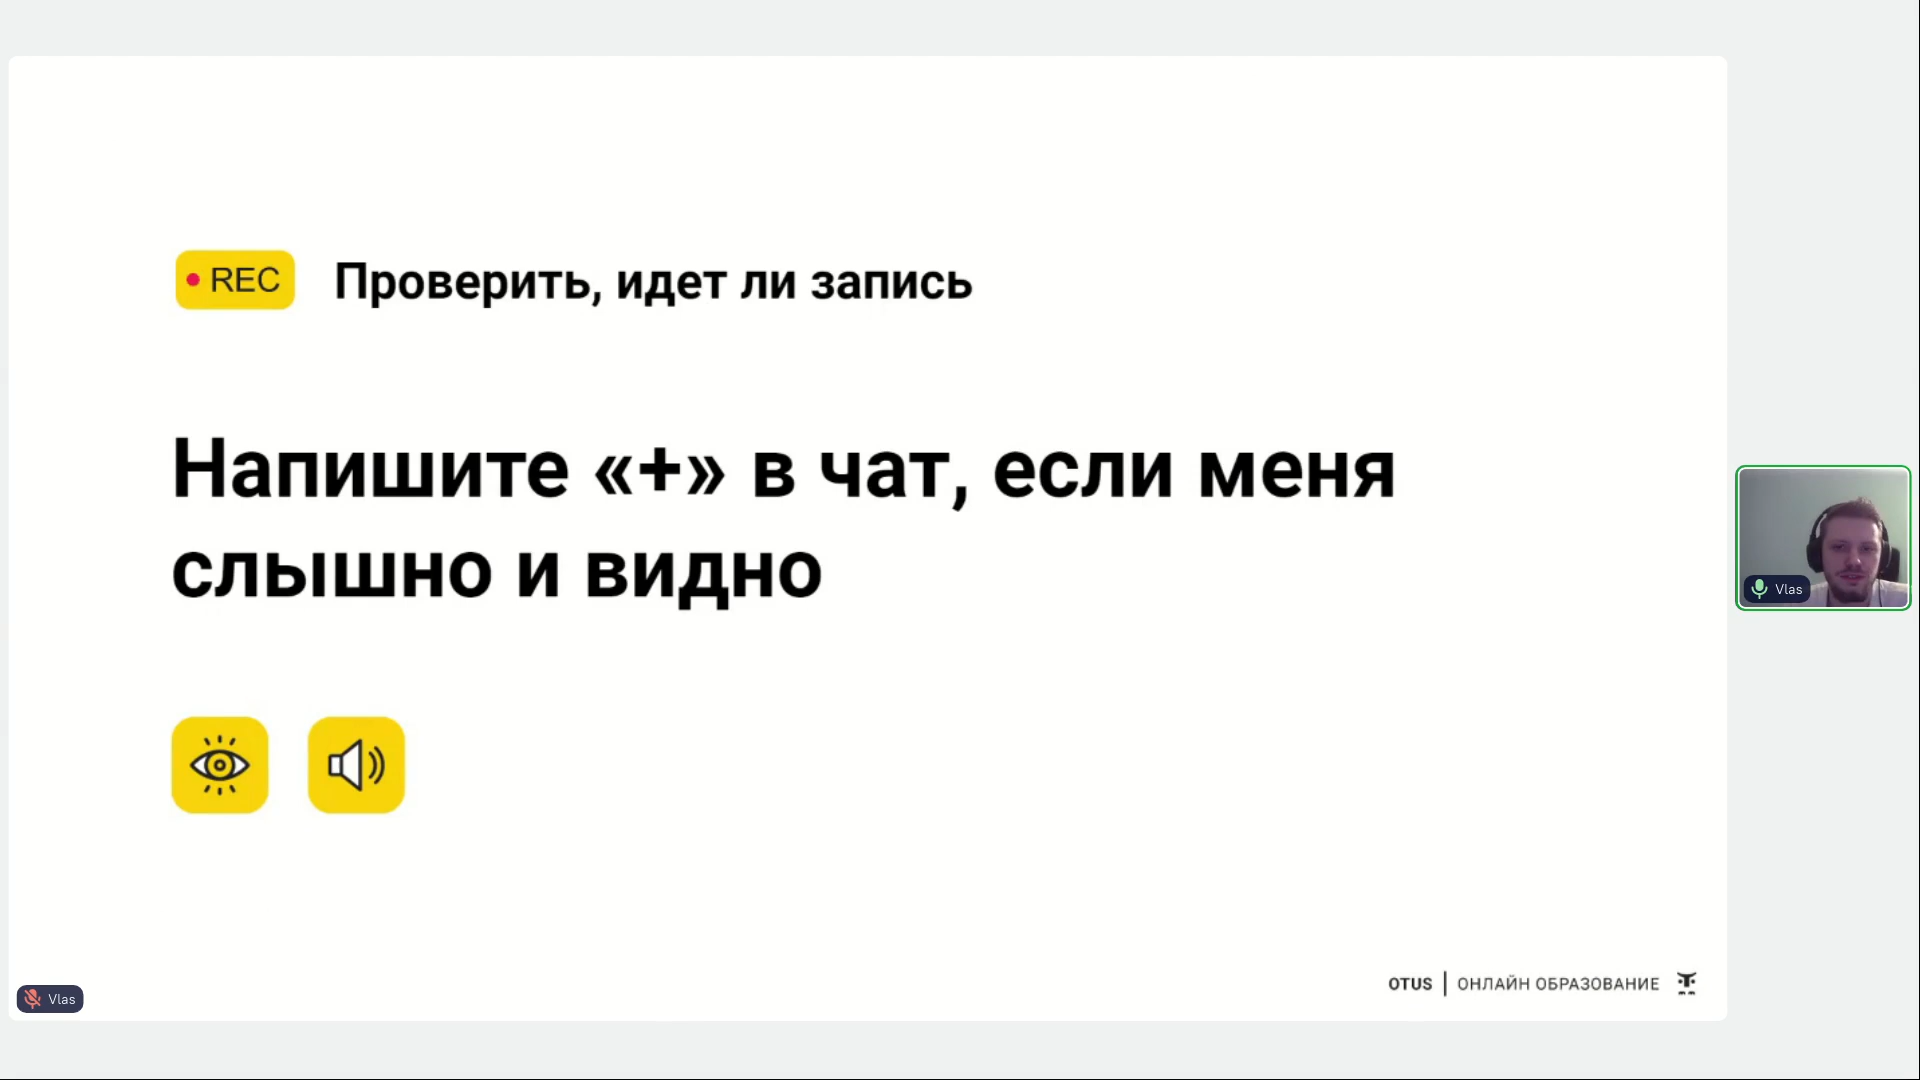 REC Проверить, идет ли запись
Напишите «+» в чат, если меня
слышно и видно
Vlas
Vlas
OTUS | ОНЛАЙН ОБРАЗОВАНИЕ